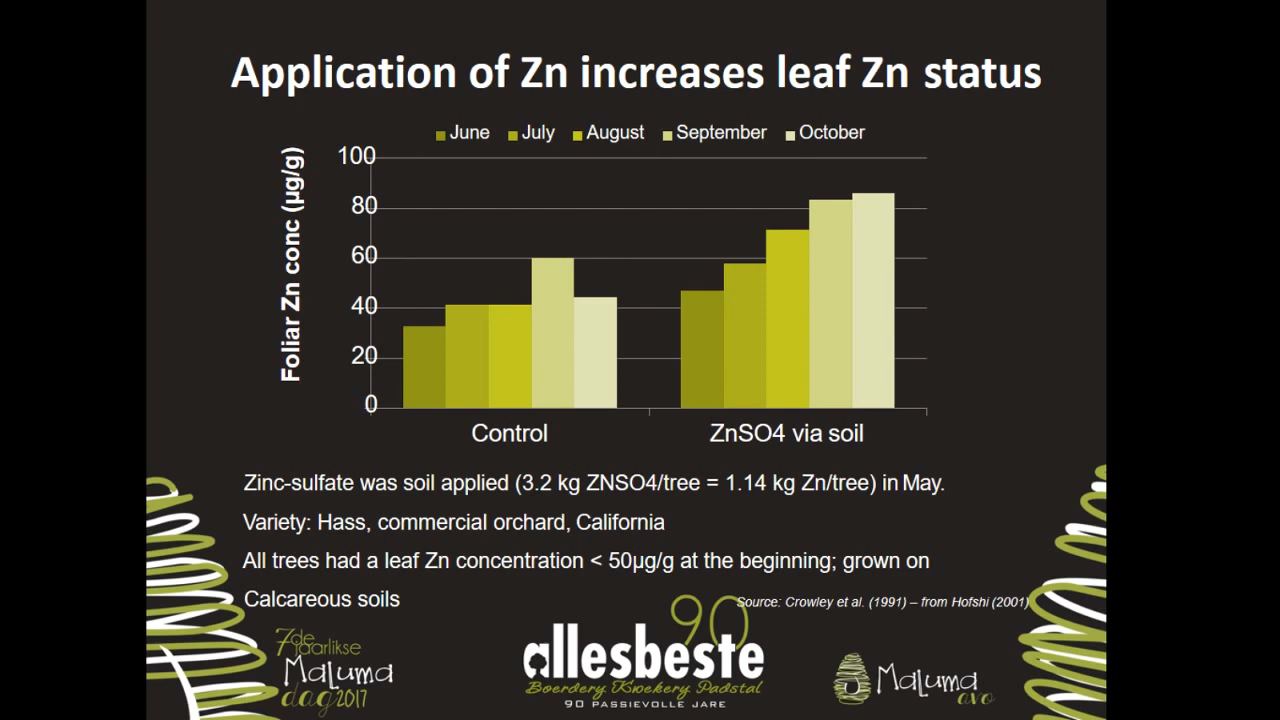 Application of Zn increases leaf Zn status
June July August September October
Foliar Zn conc (µg/g)
100
80
60
40
20
0
Control ZnSO4 via soil
Zinc-sulfate was soil applied (3.2 kg ZNSO4/tree = 1.14 kg Zn/tree) in May.
Variety: Hass, commercial orchard, California
All trees had a leaf Zn concentration < 50µg/g at the beginning; grown on
Calcareous soils
Source: Crowley et al. (1991) – from Hofshi (2001)
7de
jaarlikse
Maluma
dag 2017
90
allesbeste
Boerdery Kwekery Padstal
90 PASSIEVOLLE JARE
Maluma
avo